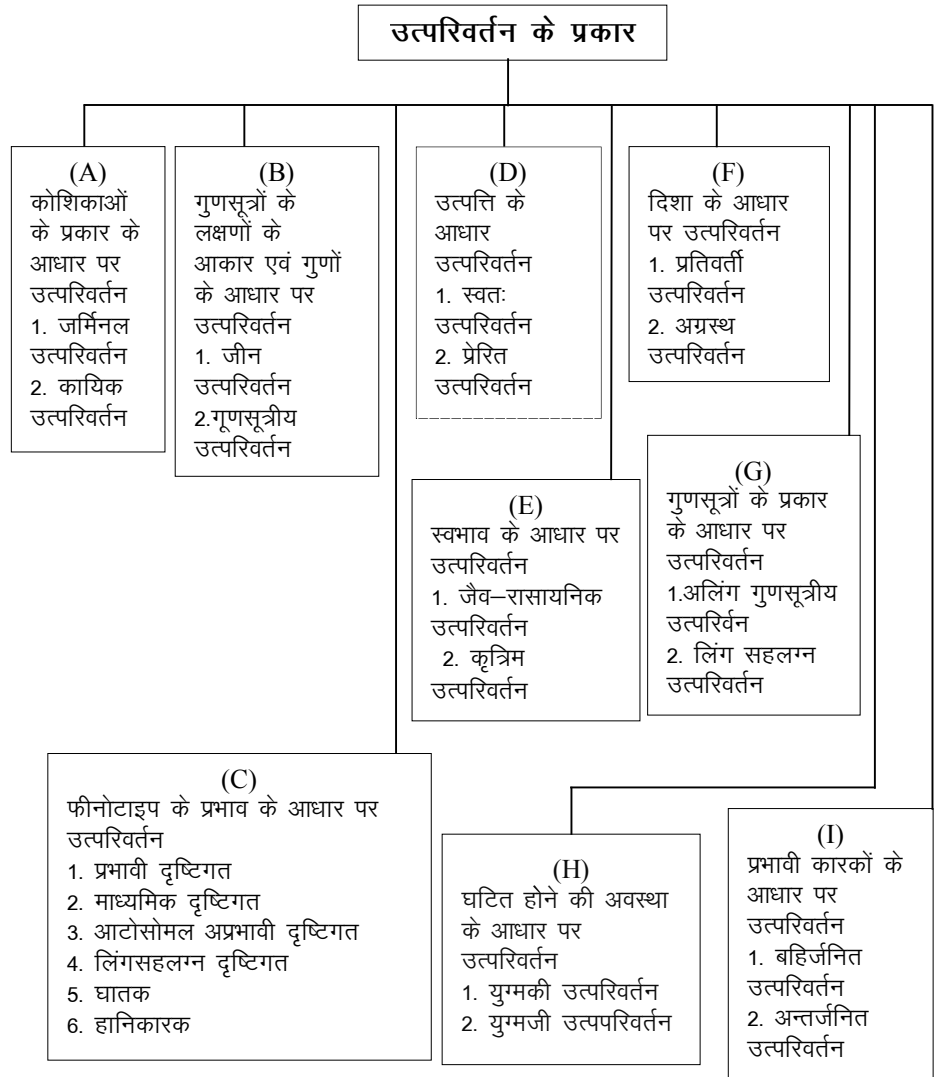 उत्परिवर्तन के प्रकार
(A)
कोशिकाओं
के प्रकार के
आधार पर
उत्परिवर्तन
1. जर्मिनल
उत्परिवर्तन
2. कायिक
उत्परिवर्तन
(B)
गुणसूत्रों के
लक्षणों के
आकार एवं गुणों
के आधार पर
उत्परिवर्तन
1. जीन
उत्परिवर्तन
2.गूणसूत्रीय
उत्परिवर्तन
(D)
उत्पत्ति के
आधार
उत्परिवर्तन
1. स्वतः
उत्परिवर्तन
2. प्रेरित
उत्परिवर्तन
(F)
दिशा के आधार
पर उत्परिवर्तन
1. प्रतिवर्ती
उत्परिवर्तन
2. अग्रस्थ
उत्परिवर्तन
(E)
स्वभाव के आधार पर
उत्परिवर्तन
1. जैव–रासायनिक
उत्परिवर्तन
2. कृत्रिम
उत्परिवर्तन
(G)
गुणसूत्रों के प्रकार
के आधार पर
उत्परिवर्तन
1.अलिंग गुणसूत्रीय
उत्परिर्वन
2. लिंग सहलग्न
उत्परिवर्तन
(C)
फीनोटाइप के प्रभाव के आधार पर
उत्परिवर्तन
1. प्रभावी दृष्टिगत
2. माध्यमिक दृष्टिगत
3. आटोसोमल अप्रभावी दृष्टिगत
4. लिंगसहलग्न दृष्टिगत
5. घातक
6. हानिकारक
(H)
घटित होने की अवस्था
के आधार पर
उत्परिवर्तन
1. युग्मकी उत्परिवर्तन
2. युग्मजी उत्पपरिवर्तन
(I)
प्रभावी कारकों के
आधार पर
उत्परिवर्तन
1. बहिर्जनित
उत्परिवर्तन
2. अन्तर्जनित
उत्परिवर्तन